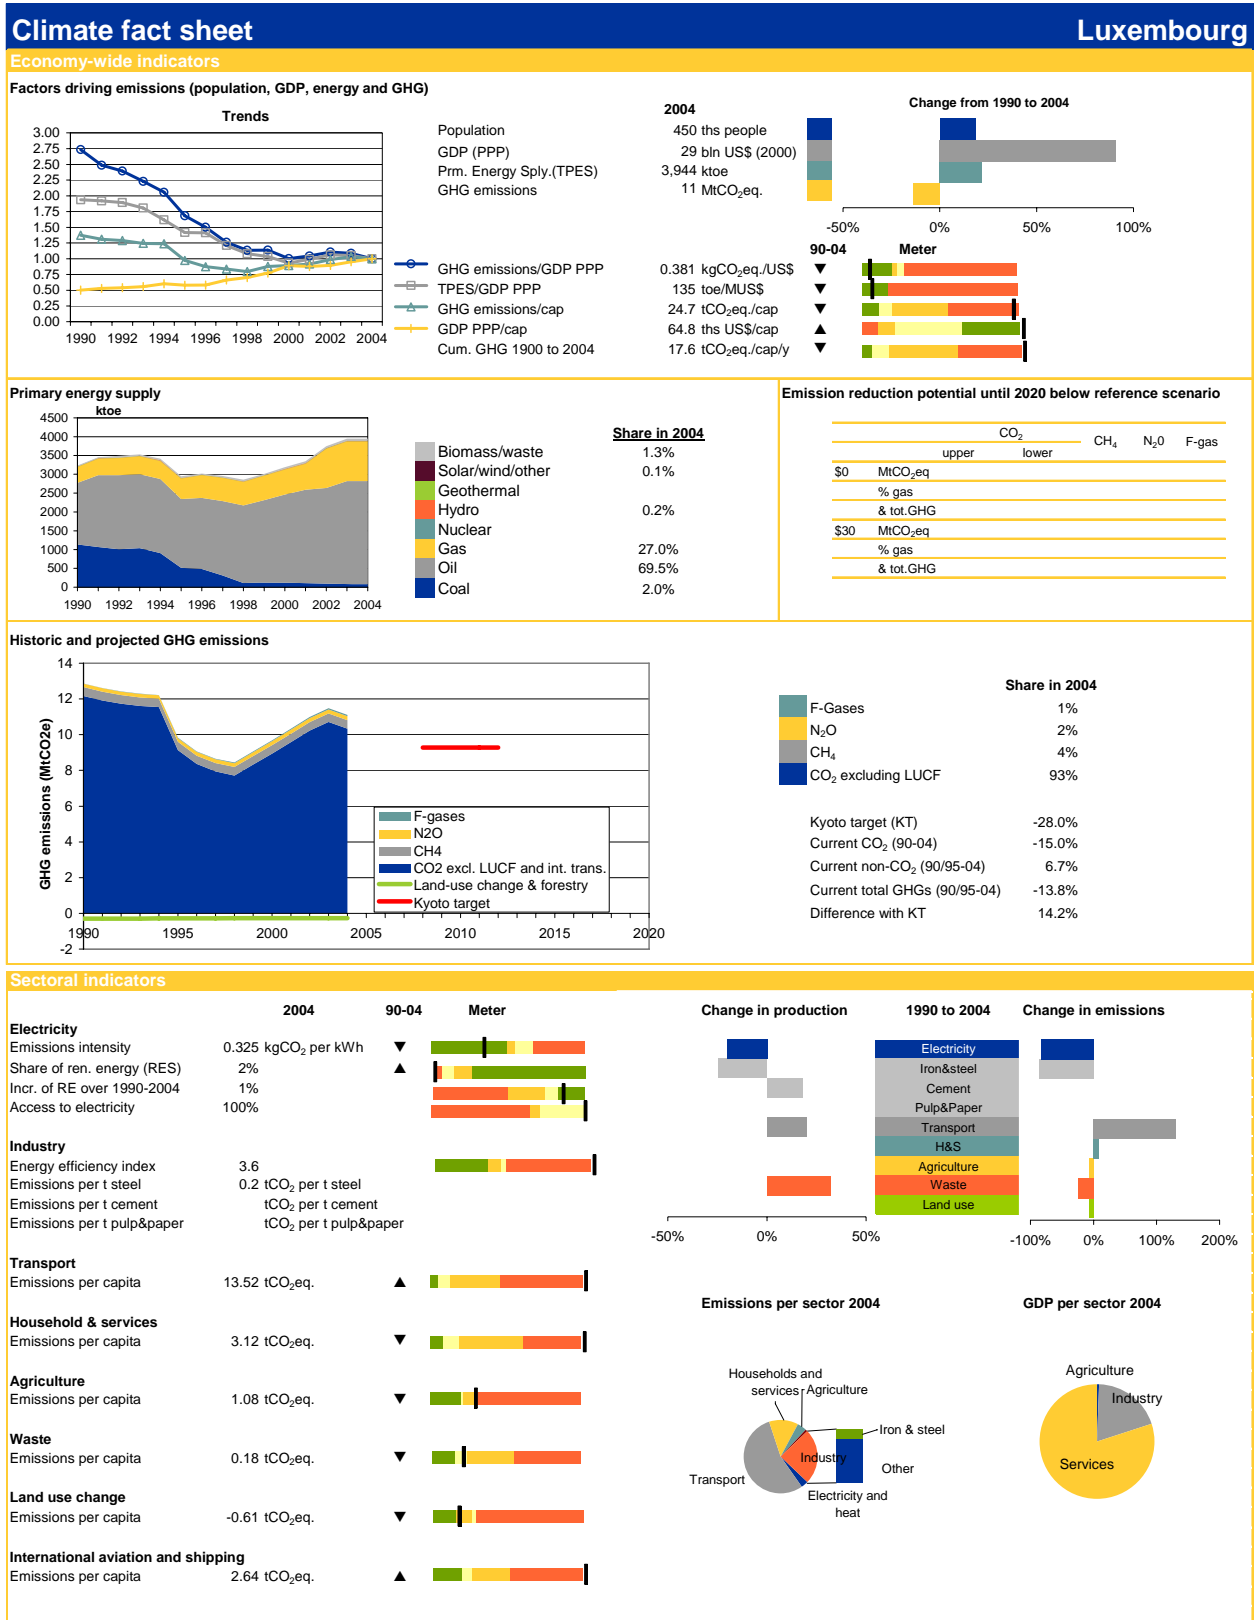 Climate fact sheet Luxembourg
Economy-wide indicators
Factors driving emissions (population, GDP, energy and GHG)
Trends
3.00
2.75
2.50
2.25
2.00
1.75
1.50
1.25
1.00
0.75
0.50
0.25
0.00
1990 1992 1994 1996 1998 2000 2002 2004
2004
Population 450 ths people
GDP (PPP) 29 bln US$ (2000)
Prm. Energy Sply.(TPES) 3,944 ktoe
GHG emissions 11 MtCO2eq.
Change from 1990 to 2004
-50% 0% 50% 100%
90-04 Meter
GHG emissions/GDP PPP 0.381 kgCO2eq./US$ ▼
TPES/GDP PPP 135 toe/MUS$ ▼
GHG emissions/cap 24.7 tCO2eq./cap ▼
GDP PPP/cap 64.8 ths US$/cap ▲
Cum. GHG 1900 to 2004 17.6 tCO2eq./cap/y ▼
Primary energy supply
ktoe
4500
4000
3500
3000
2500
2000
1500
1000
500
0
1990 1992 1994 1996 1998 2000 2002 2004
Share in 2004
Biomass/waste 1.3%
Solar/wind/other 0.1%
Geothermal
Hydro 0.2%
Nuclear
Gas 27.0%
Oil 69.5%
Coal 2.0%
Emission reduction potential until 2020 below reference scenario
CO2 CH4 N20 F-gas
upper lower
$0 MtCO2eq
% gas
& tot.GHG
$30 MtCO2eq
% gas
& tot.GHG
Historic and projected GHG emissions
GHG emissions (MtCO2e)
14
12
10
8
6
4
2
0
-2
1990 1995 2000 2005 2010 2015 2020
F-gases
N2O
CH4
CO2 excl. LUCF and int. trans.
Land-use change & forestry
Kyoto target
Share in 2004
F-Gases 1%
N2O 2%
CH4 4%
CO2 excluding LUCF 93%
Kyoto target (KT) -28.0%
Current CO2 (90-04) -15.0%
Current non-CO2 (90/95-04) 6.7%
Current total GHGs (90/95-04) -13.8%
Difference with KT 14.2%
Sectoral indicators
2004 90-04 Meter
Electricity
Emissions intensity 0.325 kgCO2 per kWh ▼
Share of ren. energy (RES) 2% ▲
Incr. of RE over 1990-2004 1%
Access to electricity 100%
Industry
Energy efficiency index 3.6
Emissions per t steel 0.2 tCO2 per t steel
Emissions per t cement tCO2 per t cement
Emissions per t pulp&paper tCO2 per t pulp&paper
Transport
Emissions per capita 13.52 tCO2eq. ▲
Household & services
Emissions per capita 3.12 tCO2eq. ▼
Agriculture
Emissions per capita 1.08 tCO2eq. ▼
Waste
Emissions per capita 0.18 tCO2eq. ▼
Land use change
Emissions per capita -0.61 tCO2eq. ▼
International aviation and shipping
Emissions per capita 2.64 tCO2eq. ▲
Change in production 1990 to 2004 Change in emissions
Electricity
Iron&steel
Cement
Pulp&Paper
Transport
H&S
Agriculture
Waste
Land use
-50% 0% 50%
-100% 0% 100% 200%
Emissions per sector 2004
Households and
services
Agriculture
Iron & steel
Industry
Other
Transport
Electricity and
heat
GDP per sector 2004
Agriculture
Industry
Services